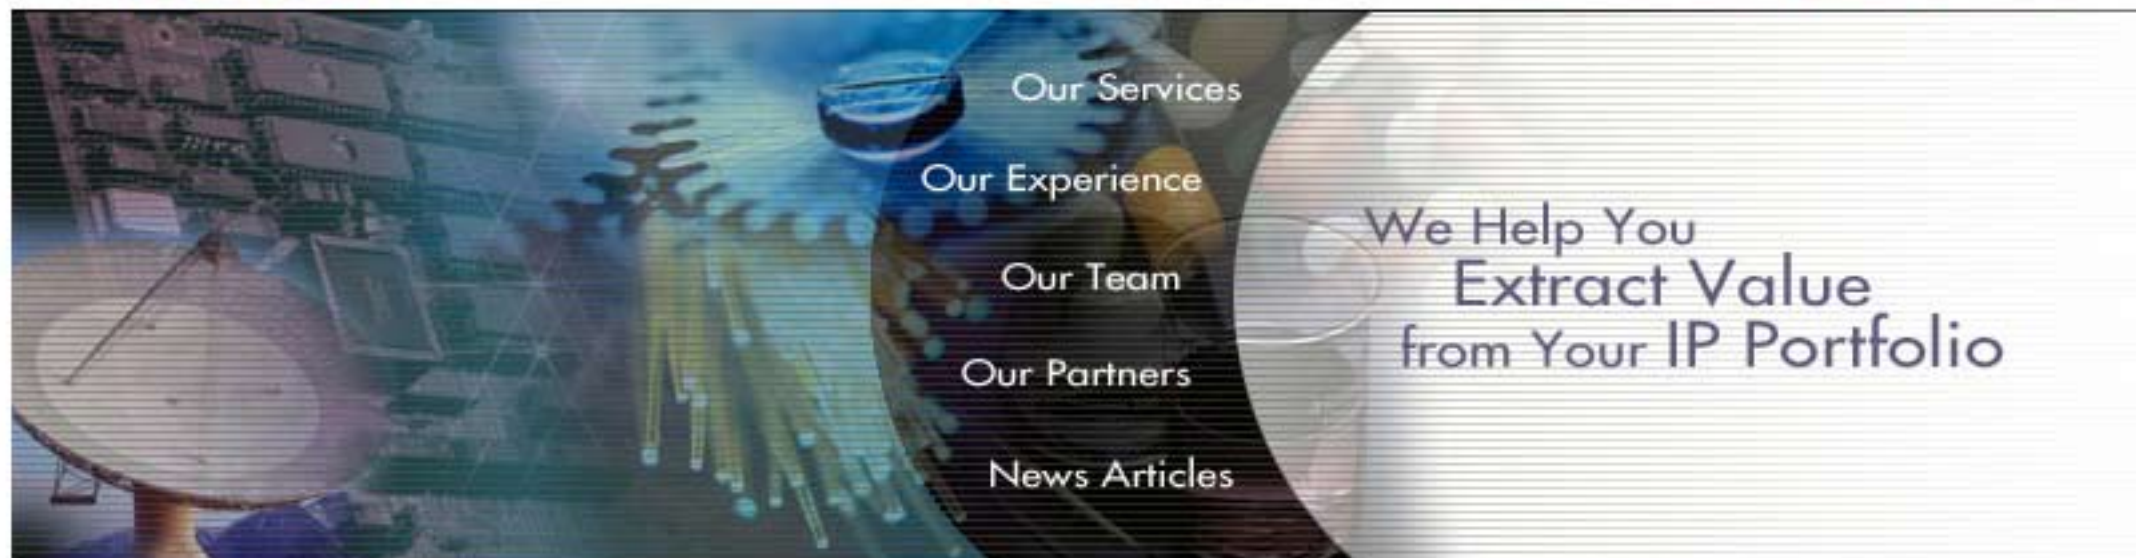 Our Services
Our Experience
Our Team
Our Partners
News Articles
We Help You
Extract Value
from Your IP Portfolio